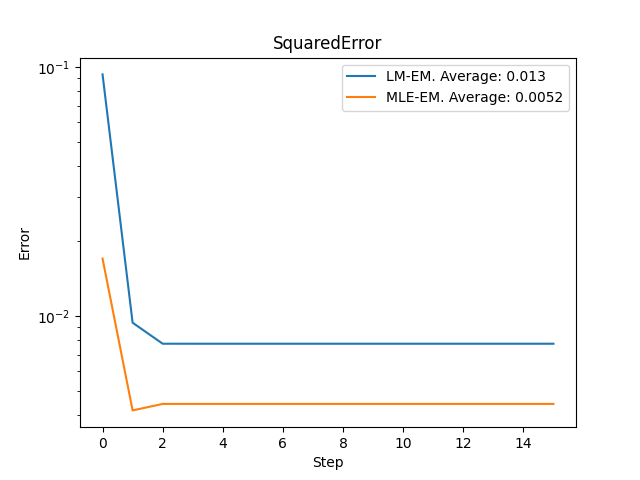 SquaredError
LM-EM. Average: 0.013
MLE-EM. Average: 0.0052
10⁻¹
10⁻²
Error
0 2 4 6 8 10 12 14
Step